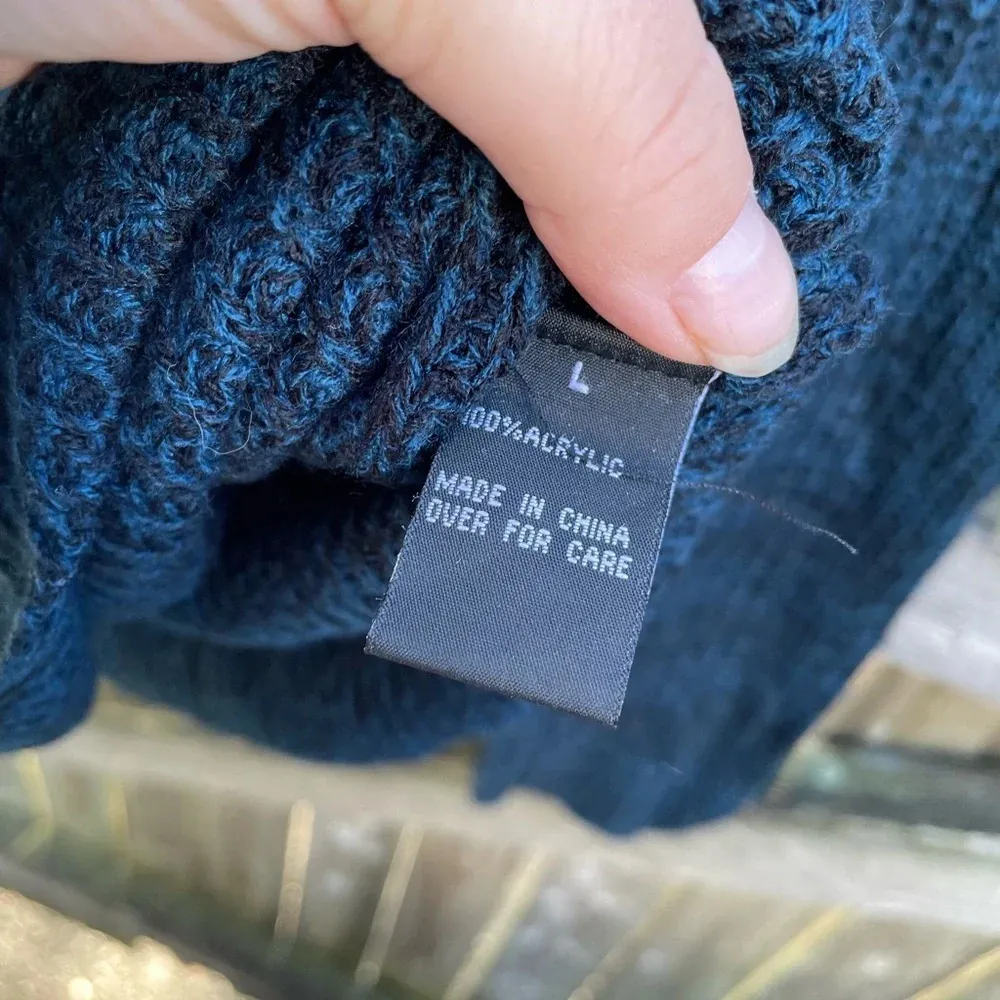 L
100%ACRYLIC
MADE IN CHINA
OVER FOR CARE